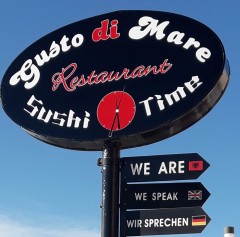 Gusto di Mare
Restaurant
Sushi Time
WE ARE
WE SPEAK
WIR SPRECHEN